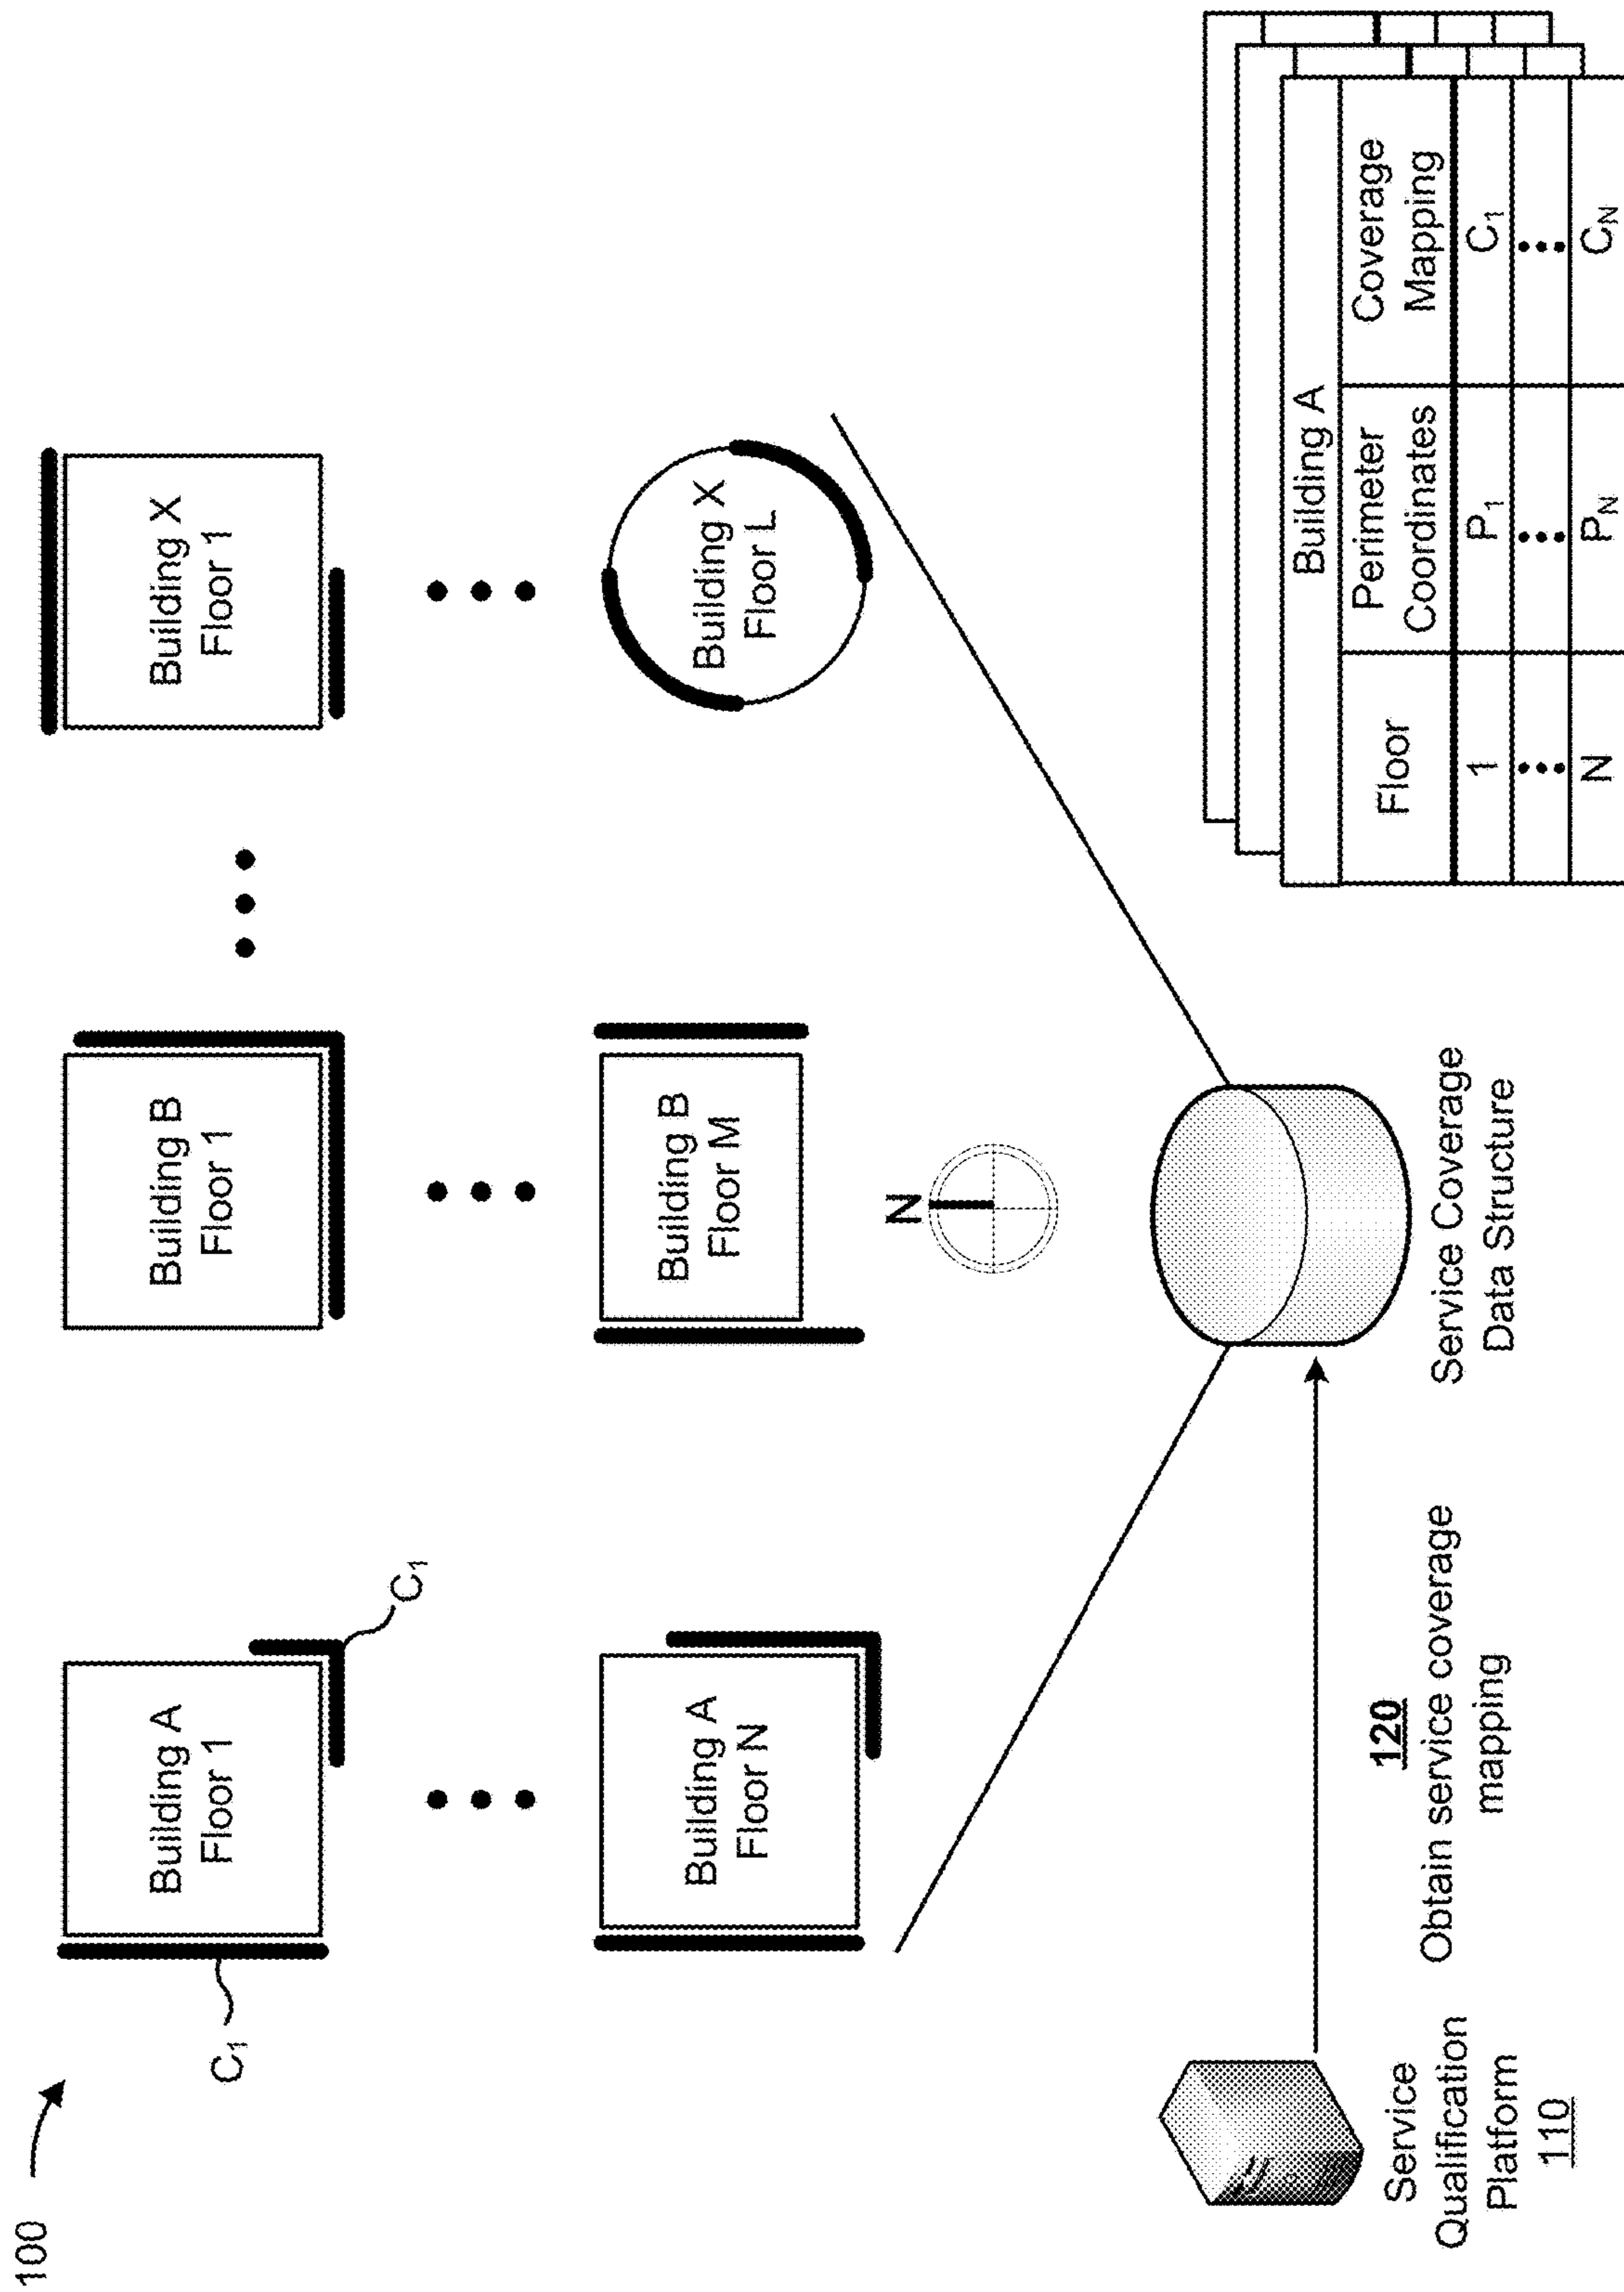 100
C₁
Building A
Floor 1
C₁
Building B
Floor 1
Building X
Floor 1
Building A
Floor N
Building B
Floor M
Building X
Floor L
N
Service
Qualification
Platform
110
120
Obtain service coverage
mapping
Service Coverage
Data Structure
Building A
Floor
Perimeter
Coordinates
Coverage
Mapping
1
P₁
C₁
N
Pₙ
Cₙ